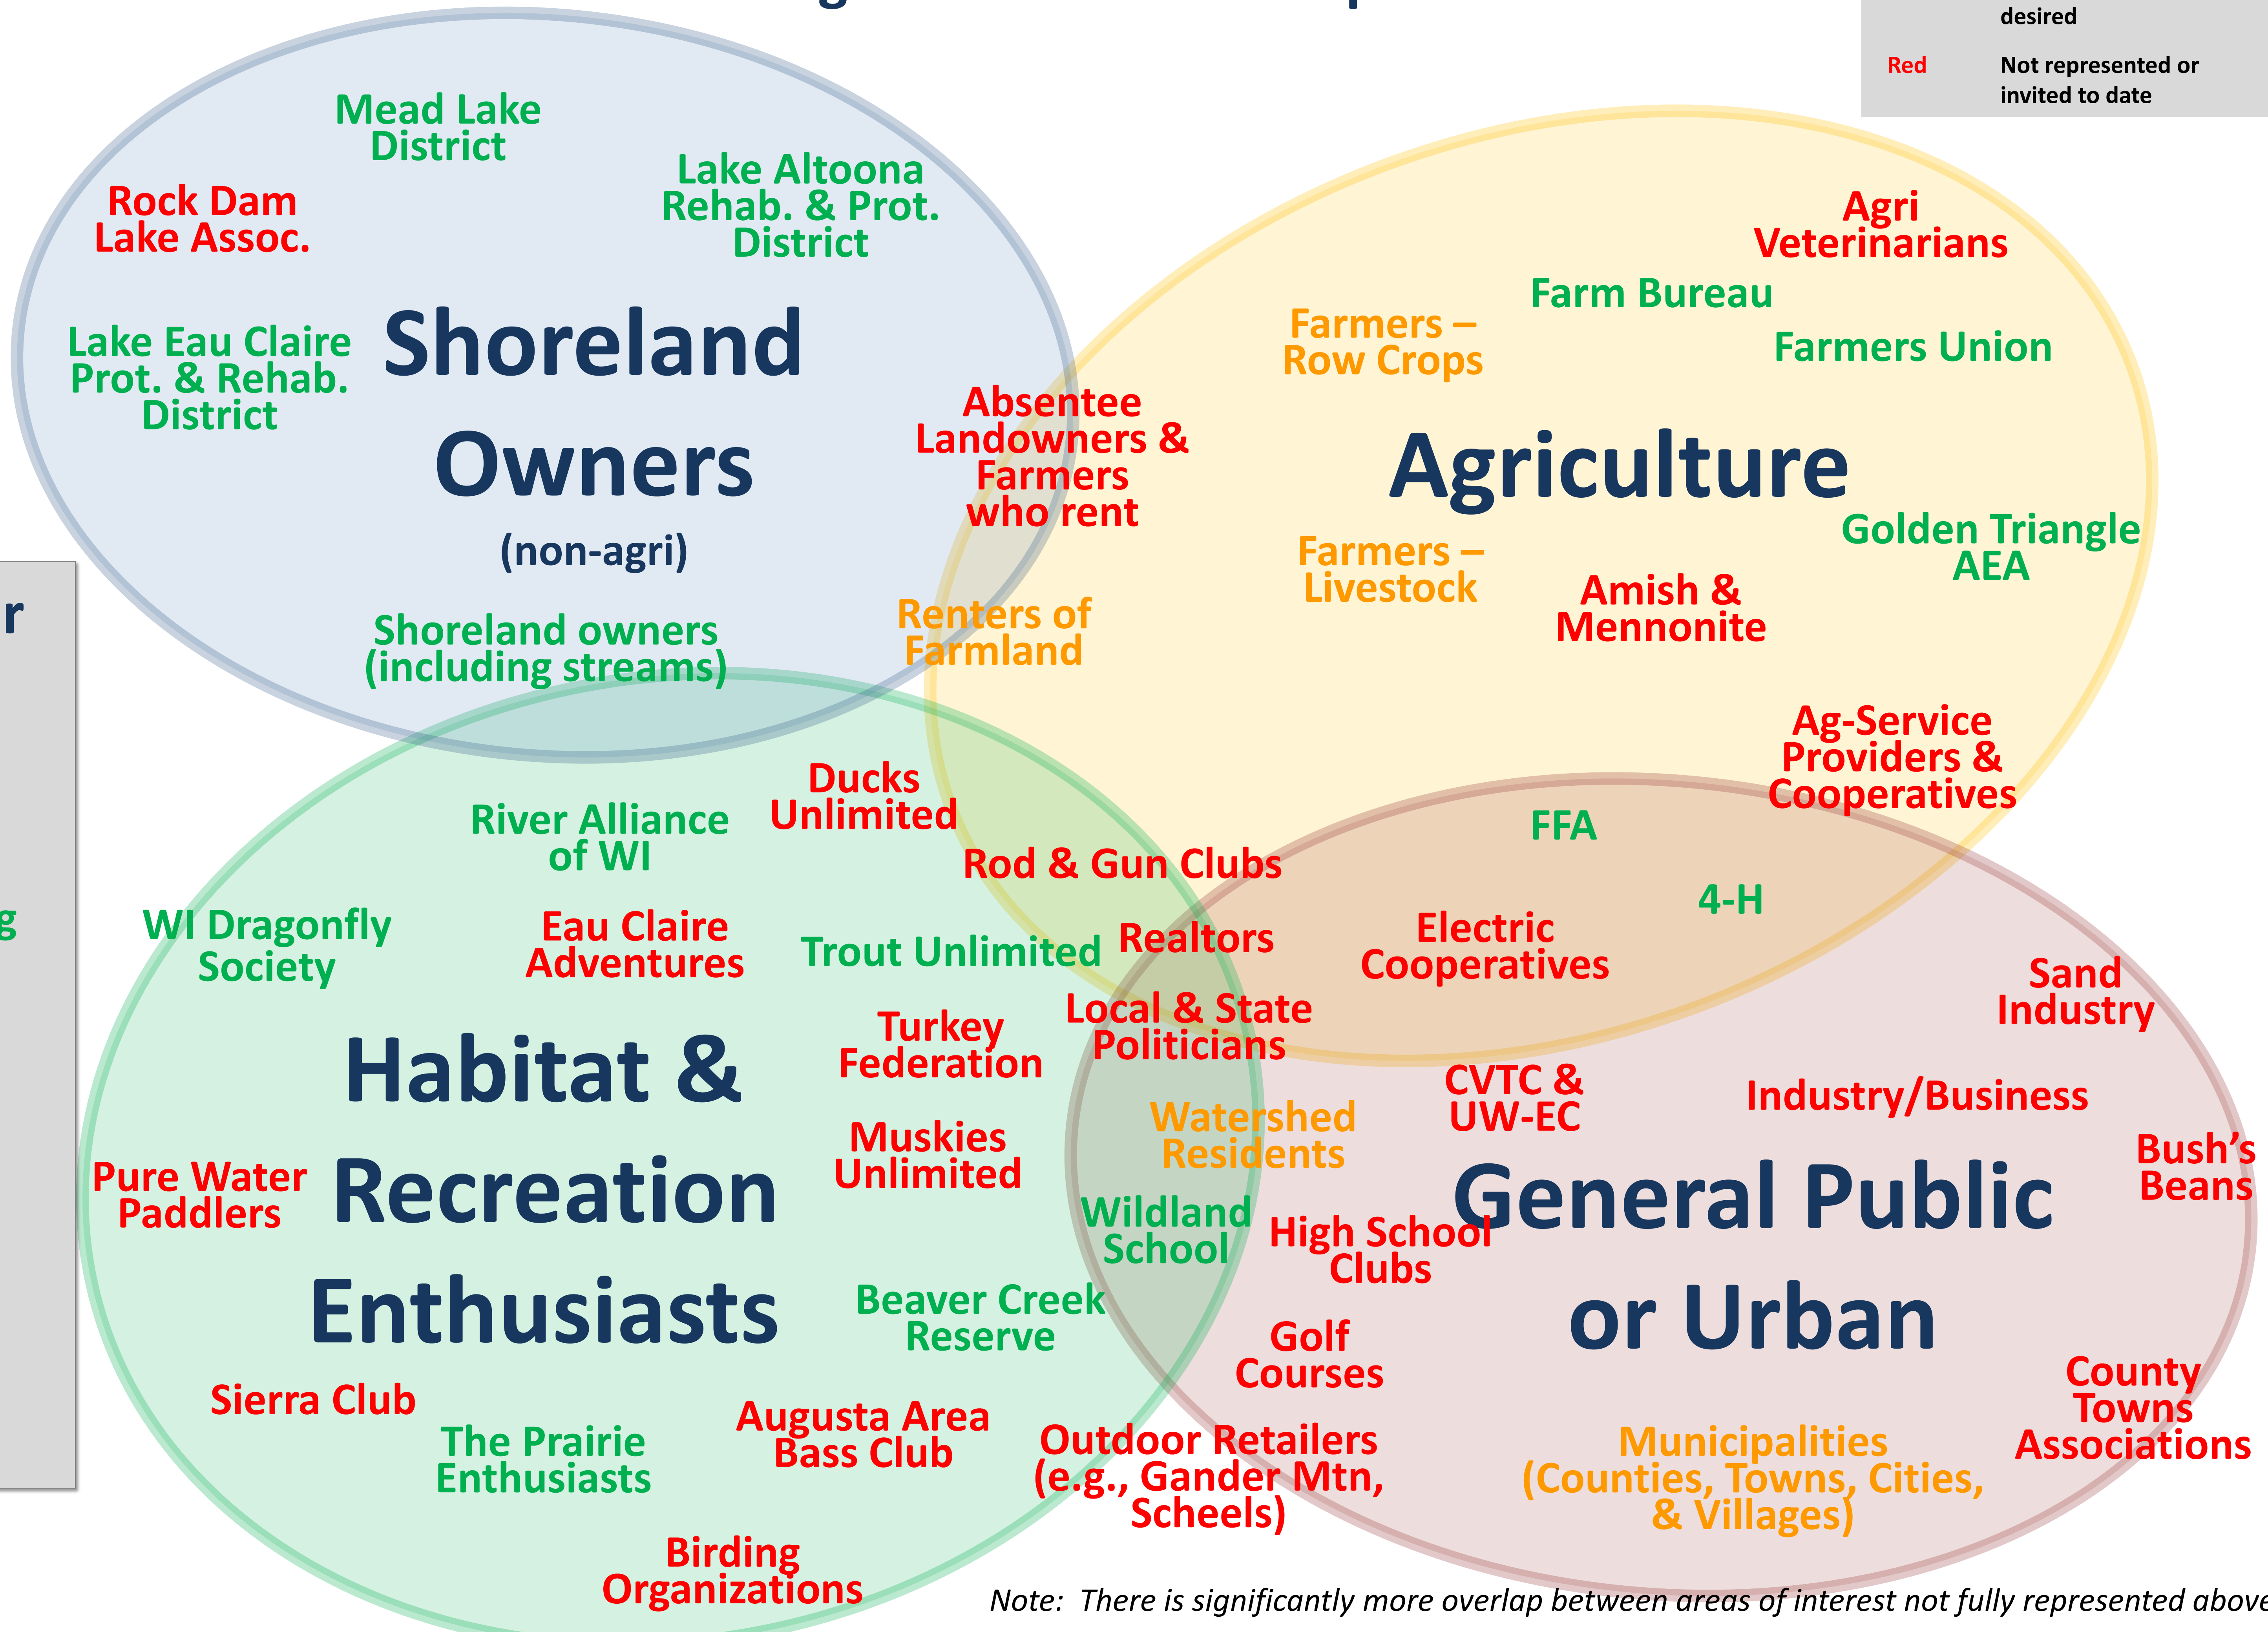 desired
Red Not represented or
invited to date
Mead Lake
District
Lake Altoona
Rehab. & Prot.
District
Rock Dam
Lake Assoc.
Lake Eau Claire
Prot. & Rehab.
District
Shoreland
Owners
(non-agri)
Shoreland owners
(including streams)
Absentee
Landowners &
Farmers
who rent
Renters of
Farmland
Agri
Veterinarians
Farm Bureau
Farmers Union
Farmers –
Row Crops
Agriculture
Golden Triangle
AEA
Farmers –
Livestock
Amish &
Mennonite
Ag-Service
Providers &
Cooperatives
FFA
4-H
Electric
Cooperatives
r
g
Ducks
Unlimited
River Alliance
of WI
Rod & Gun Clubs
WI Dragonfly
Society
Eau Claire
Adventures
Trout Unlimited
Realtors
Turkey
Federation
Local & State
Politicians
Habitat &
Recreation
Enthusiasts
Muskies
Unlimited
Watershed
Residents
Pure Water
Paddlers
Wildland
School
Beaver Creek
Reserve
Sierra Club
The Prairie
Enthusiasts
Augusta Area
Bass Club
Birding
Organizations
Sand
Industry
CVTC &
UW-EC
Industry/Business
Bush’s
Beans
General Public
or Urban
High School
Clubs
Golf
Courses
Outdoor Retailers
(e.g., Gander Mtn,
Scheels)
Municipalities
(Counties, Towns, Cities,
& Villages)
County
Towns
Associations
Note: There is significantly more overlap between areas of interest not fully represented above